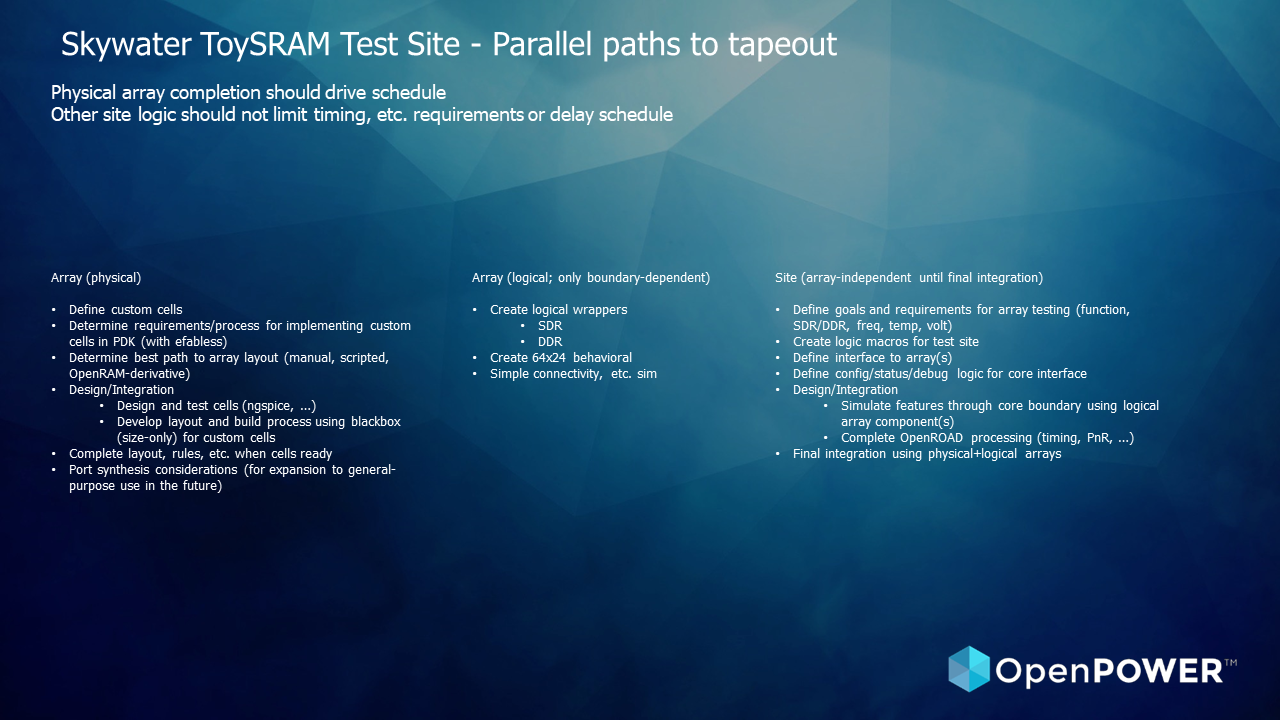 Skywater ToySRAM Test Site - Parallel paths to tapeout
Physical array completion should drive schedule
Other site logic should not limit timing, etc. requirements or delay schedule
Array (physical)
• Define custom cells
• Determine requirements/process for implementing custom
cells in PDK (with efabless)
• Determine best path to array layout (manual, scripted,
OpenRAM-derivative)
• Design/Integration
• Design and test cells (ngspice, ...)
• Develop layout and build process using blackbox
(size-only) for custom cells
• Complete layout, rules, etc. when cells ready
• Port synthesis considerations (for expansion to general-
purpose use in the future)
Array (logical; only boundary-dependent)
• Create logical wrappers
• SDR
• DDR
• Create 64x24 behavioral
• Simple connectivity, etc. sim
Site (array-independent until final integration)
• Define goals and requirements for array testing (function,
SDR/DDR, freq, temp, volt)
• Create logic macros for test site
• Define interface to array(s)
• Define config/status/debug logic for core interface
• Design/Integration
• Simulate features through core boundary using logical
array component(s)
• Complete OpenROAD processing (timing, PnR, ...)
• Final integration using physical+logical arrays
OpenPOWER™